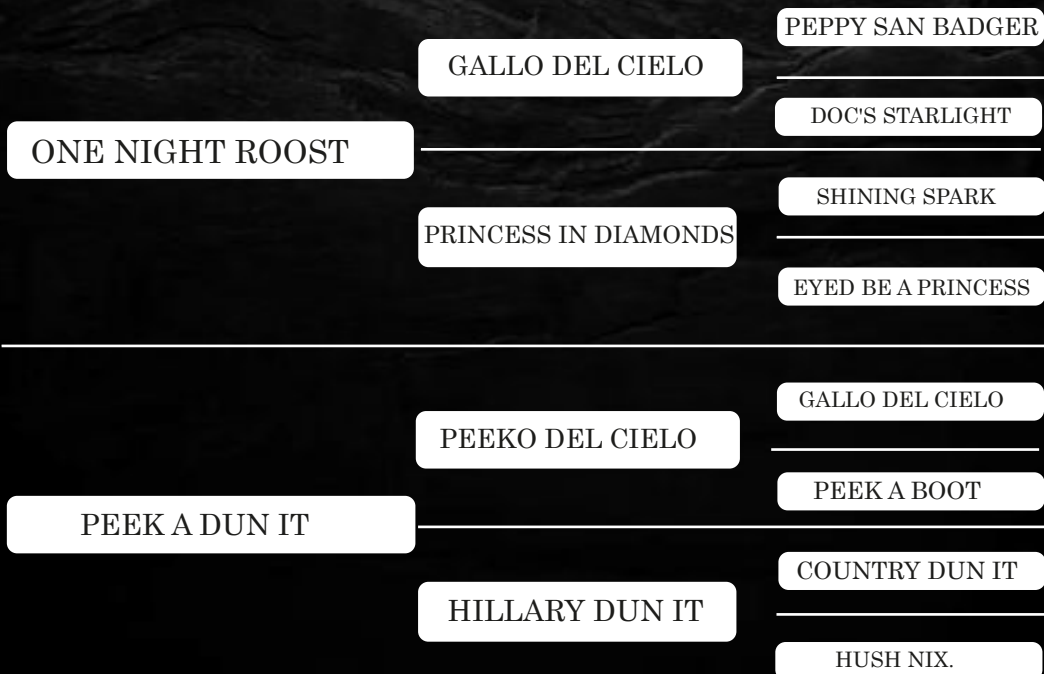 PEPPY SAN BADGER
GALLO DEL CIELO
DOC'S STARLIGHT
ONE NIGHT ROOST
SHINING SPARK
PRINCESS IN DIAMONDS
EYED BE A PRINCESS
GALLO DEL CIELO
PEEKO DEL CIELO
PEEK A BOOT
PEEK A DUN IT
COUNTRY DUN IT
HILLARY DUN IT
HUSH NIX.